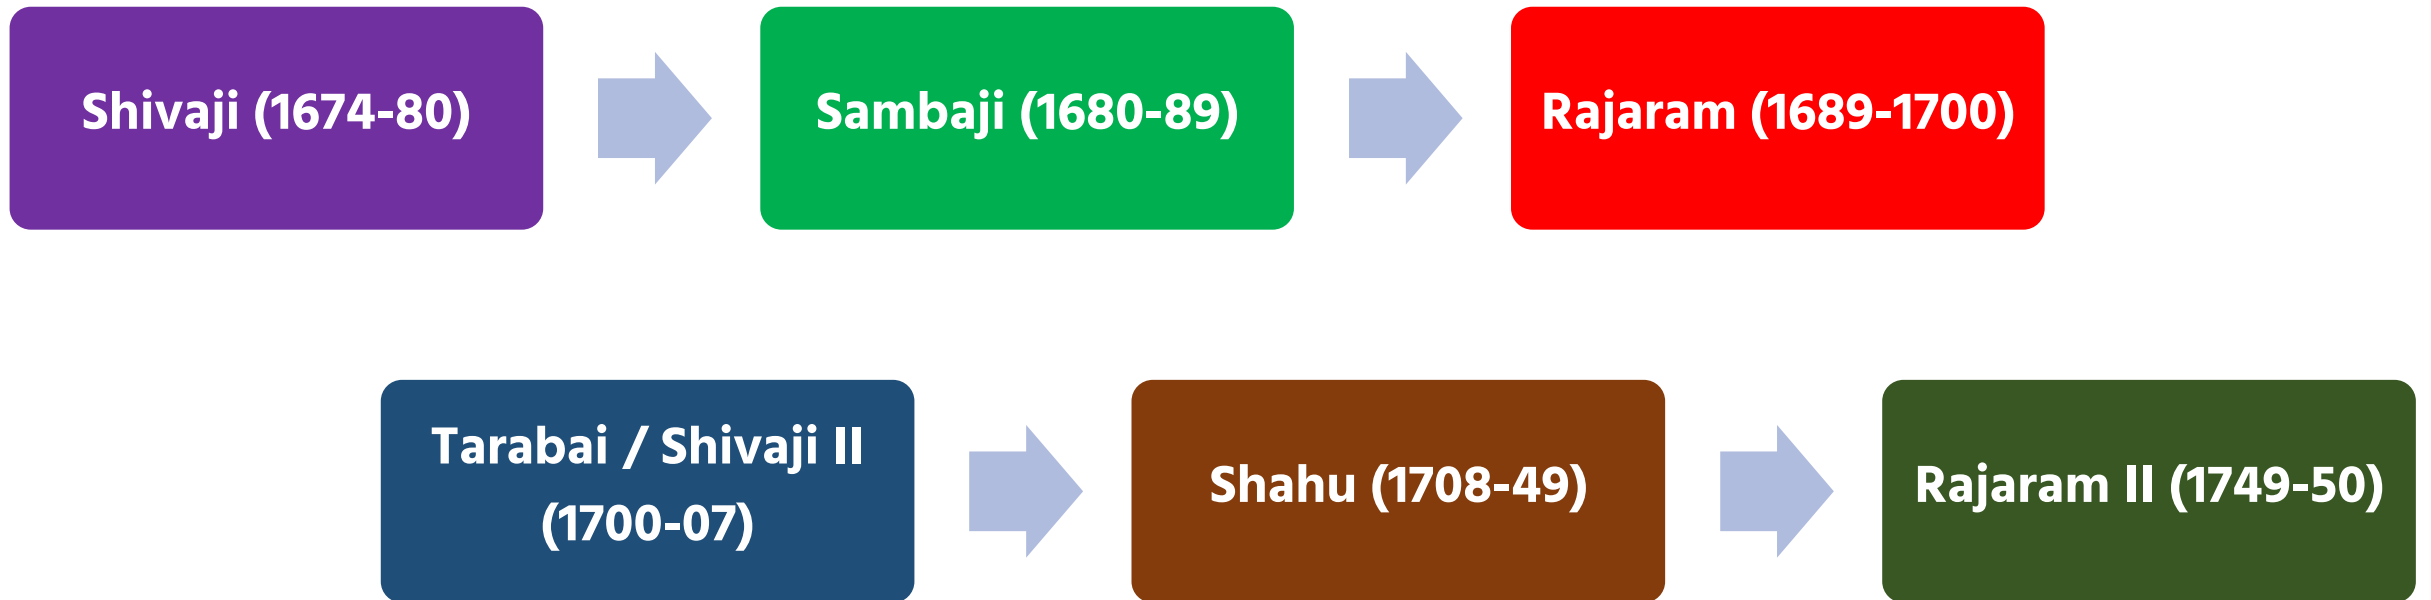 Shivaji (1674-80)
Sambaji (1680-89)
Rajaram (1689-1700)
Tarabai / Shivaji II
(1700-07)
Shahu (1708-49)
Rajaram II (1749-50)